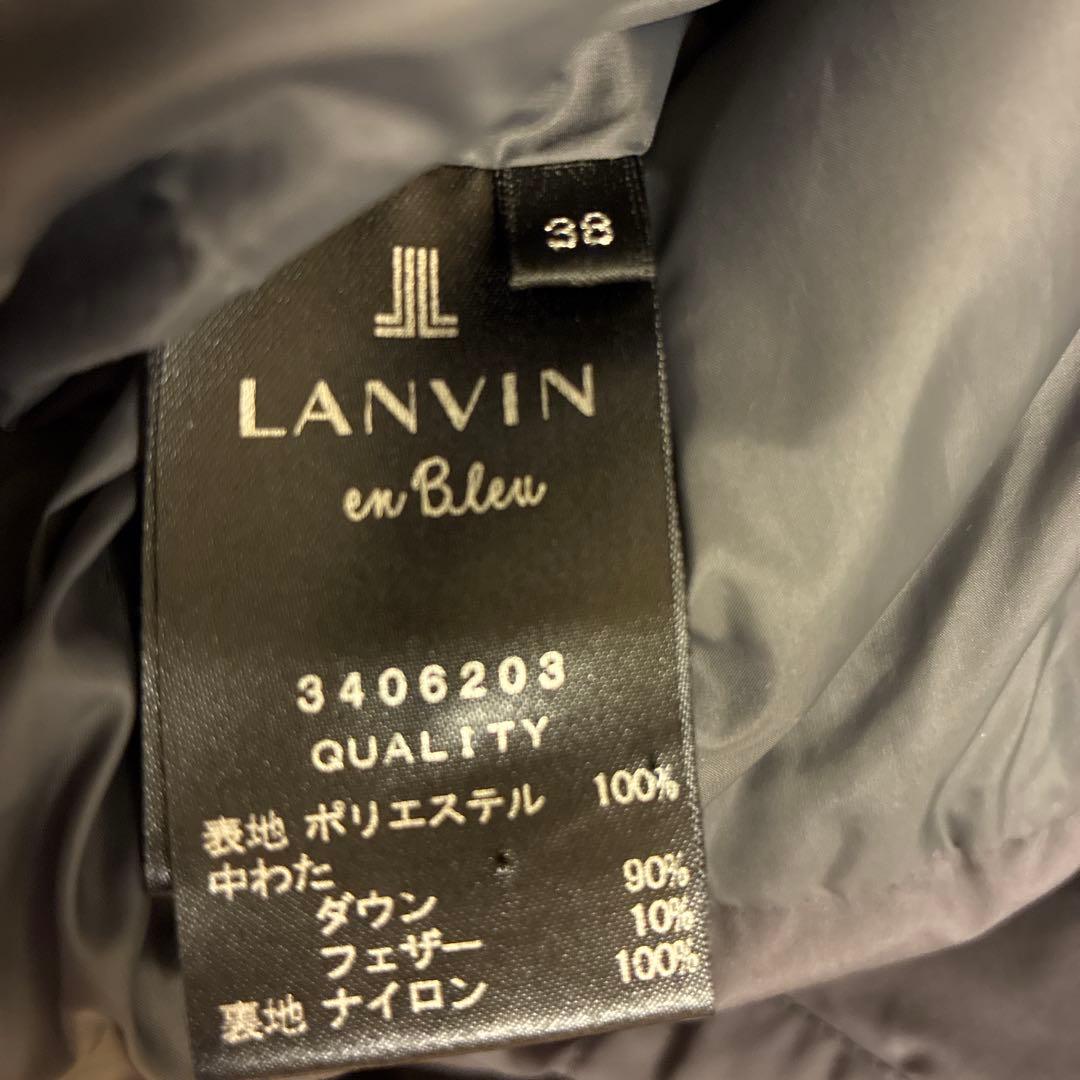 38
LANVIN
en Bleu
3406203
QUALITY
表地 ポリエステル 100%
中わた
ダウン 90%
フェザー 10%
裏地 ナイロン 100%